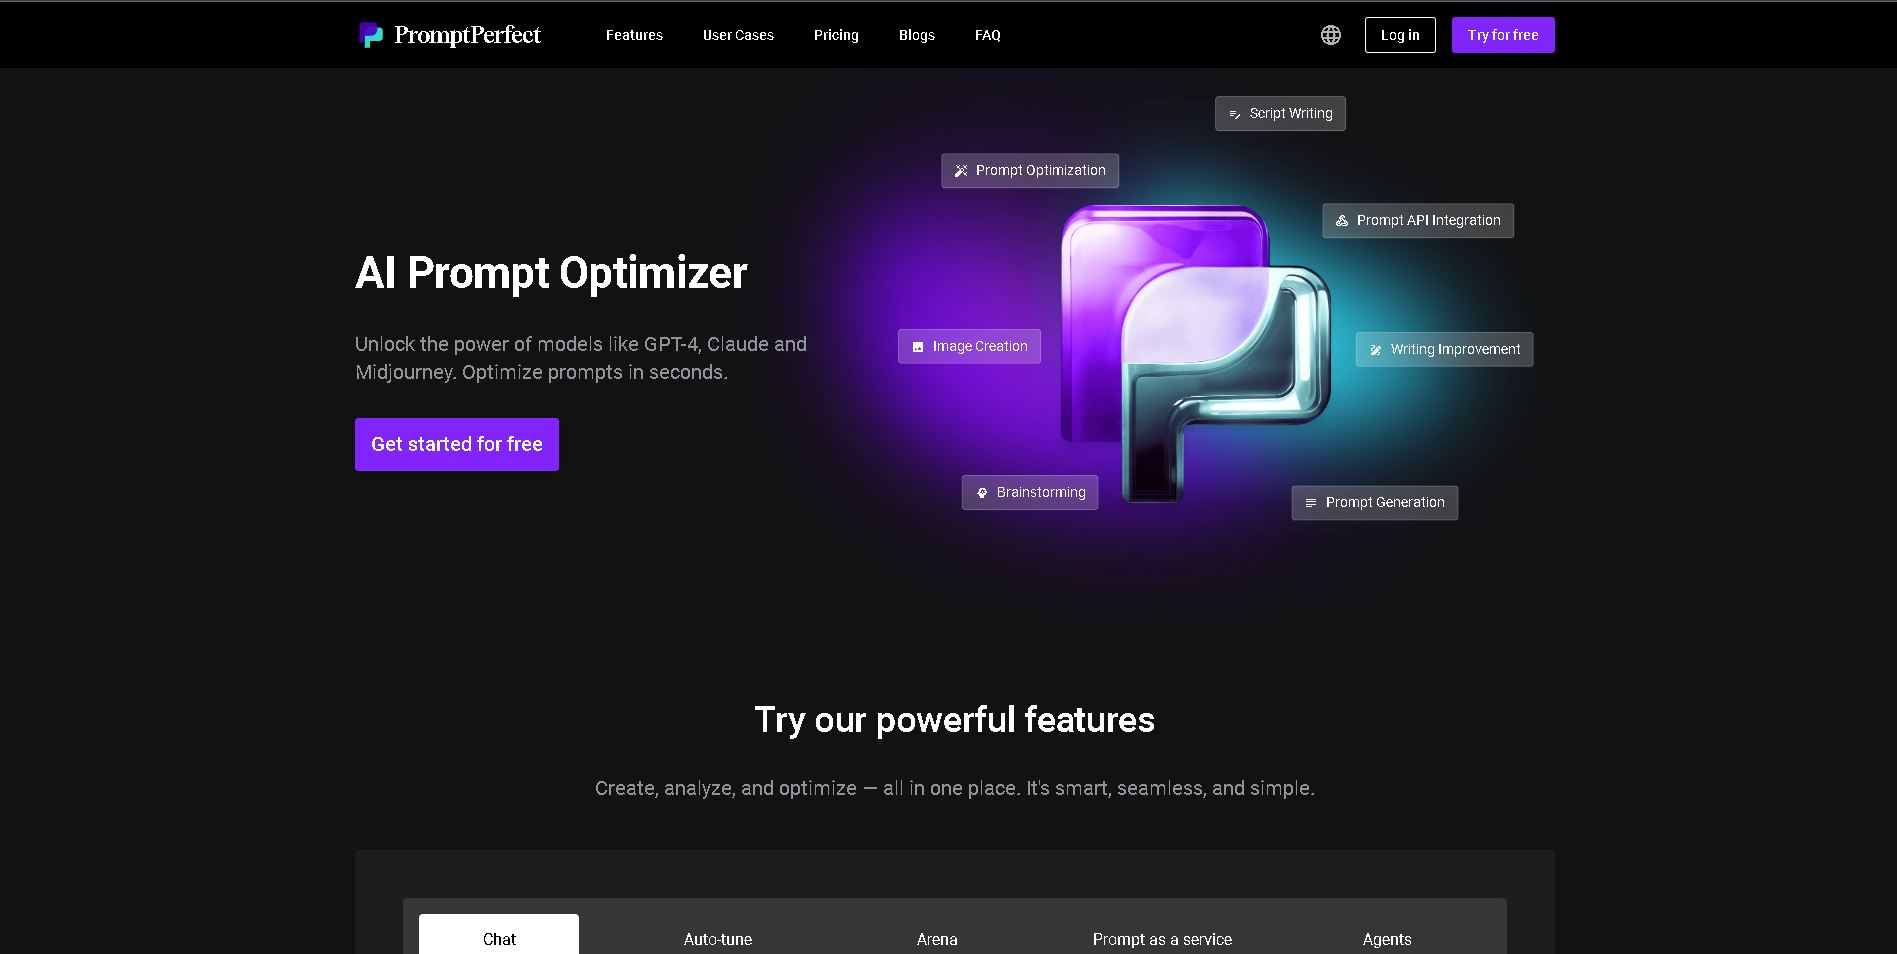 PromptPerfect
Features
User Cases
Pricing
Blogs
FAQ
Log in
Try for free
Script Writing
Prompt Optimization
Prompt API Integration
AI Prompt Optimizer
Unlock the power of models like GPT-4, Claude and
Midjourney. Optimize prompts in seconds.
Image Creation
Writing Improvement
Get started for free
Brainstorming
Prompt Generation
Try our powerful features
Create, analyze, and optimize — all in one place. It's smart, seamless, and simple.
Chat
Auto-tune
Arena
Prompt as a service
Agents